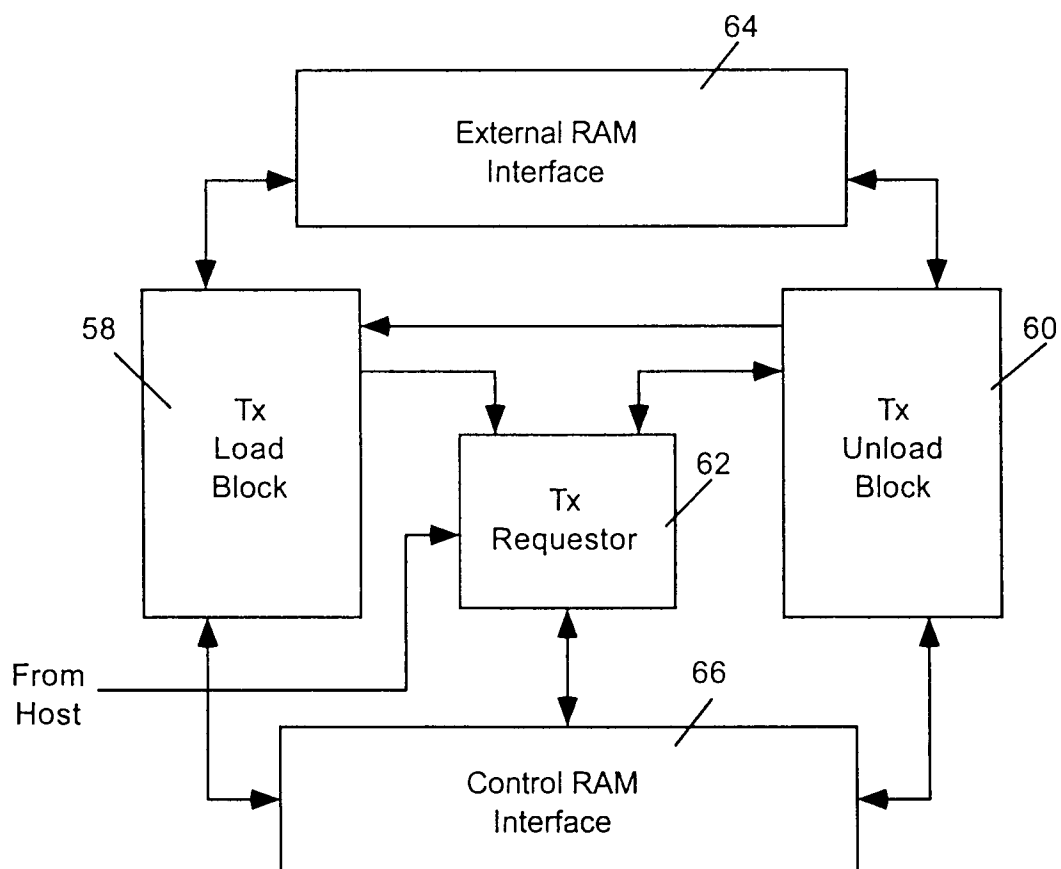 64
External RAM
Interface
58
Tx
Load
Block
60
Tx
Unload
Block
62
Tx
Requestor
From
Host
66
Control RAM
Interface